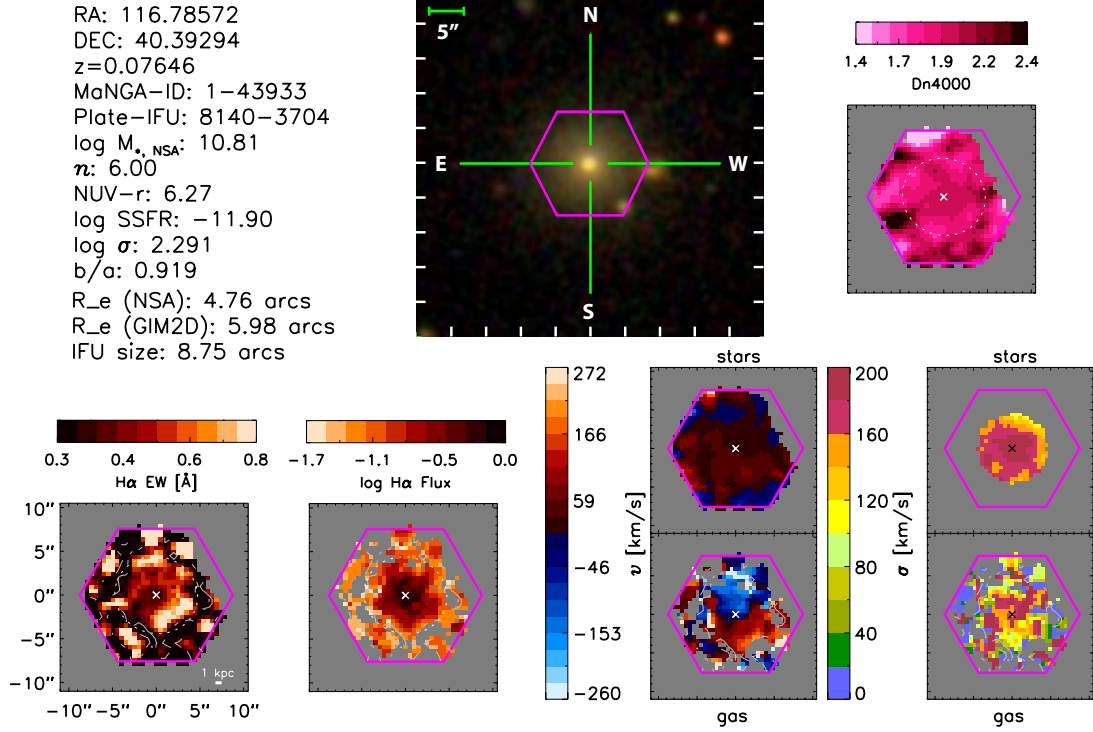 RA: 116.78572
DEC: 40.39294
z=0.07646
MaNGA-ID: 1-43933
Plate-IFU: 8140-3704
log M*, NSA: 10.81
n: 6.00
NUV-r: 6.27
log SSFR: -11.90
log σ: 2.291
b/a: 0.919
R_e (NSA): 4.76 arcs
R_e (GIM2D): 5.98 arcs
IFU size: 8.75 arcs
5”
N
E
W
S
1.4 1.7 1.9 2.2 2.4
Dn4000
0.3 0.4 0.6 0.8
Hα EW [Å]
-1.7 -1.1 -0.5 0.0
log Hα Flux
10"
5"
0"
-5"
-10"
1 kpc
-10" -5" 0" 5" 10"
272
166
59
-46
-153
-260
v [km/s]
stars
gas
200
160
120
80
40
0
σ [km/s]
stars
gas